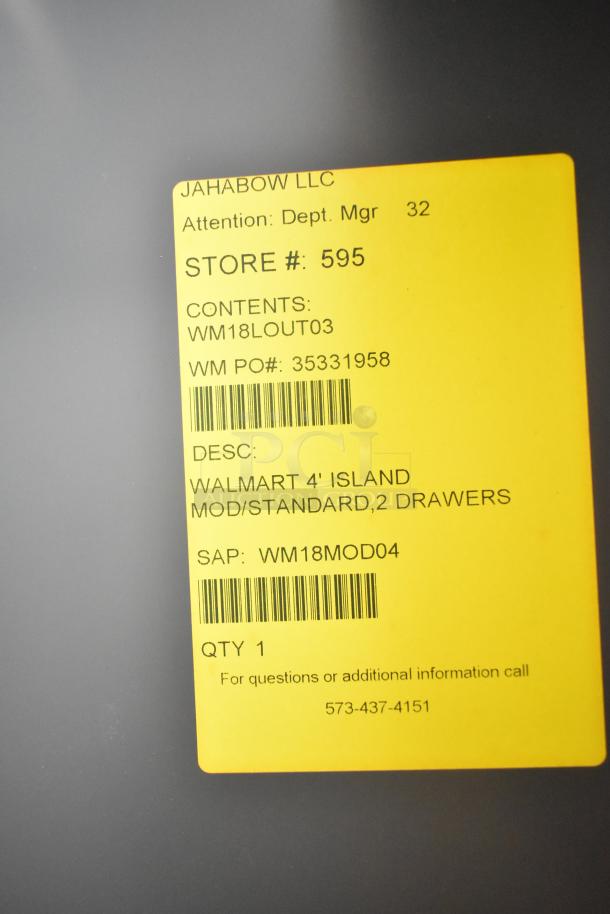 JAHABOW LLC
Attention: Dept. Mgr 32
STORE #: 595
CONTENTS:
WM18LOUT03
WM PO#: 35331958
DESC:
PCI
WALMART 4' ISLAND
MOD/STANDARD,2 DRAWERS
SAP: WM18MOD04
QTY 1
For questions or additional information call
573-437-4151